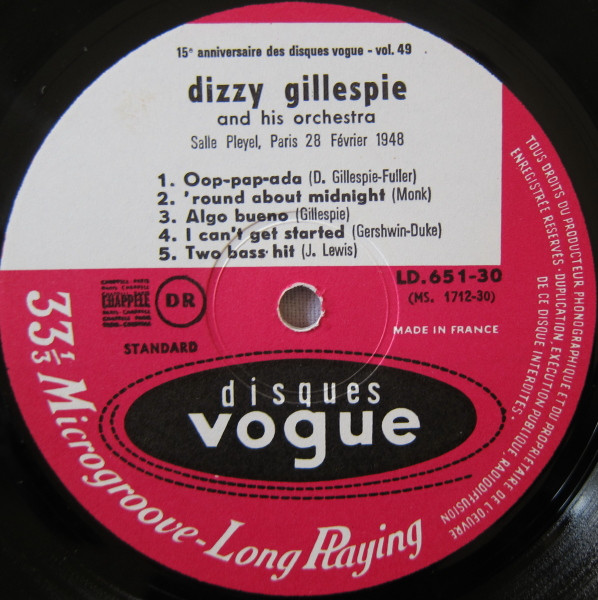 15e anniversaire des disques vogue - vol. 49
dizzy gillespie
and his orchestra
Salle Pleyel, Paris 28 Février 1948
1. Oop-pap-ada (D. Gillespie-Fuller)
2. 'round about midnight (Monk)
3. Algo bueno (Gillespie)
4. I can't get started (Gershwin-Duke)
5. Two bass hit (J. Lewis)
LD.651-30
(MS. 1712-30)
CHAPPELL
DR
STANDARD
MADE IN FRANCE
disques
vogue
33 1/3 Microgroove - Long Playing
TOUS DROITS DU PRODUCTEUR PHONOGRAPHIQUE ET DU PROPRIETAIRE DE L'OEUVRE
ENREGISTRÉE RESERVES - DUPLICATION, EXECUTION PUBLIQUE, RADIODIFFUSION
DE CE DISQUE INTERDITES.